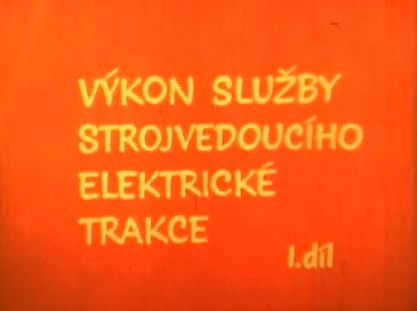 VÝKON SLUŽBY
STROJVEDOUCÍHO
ELEKTRICKÉ
TRAKCE
I.díl